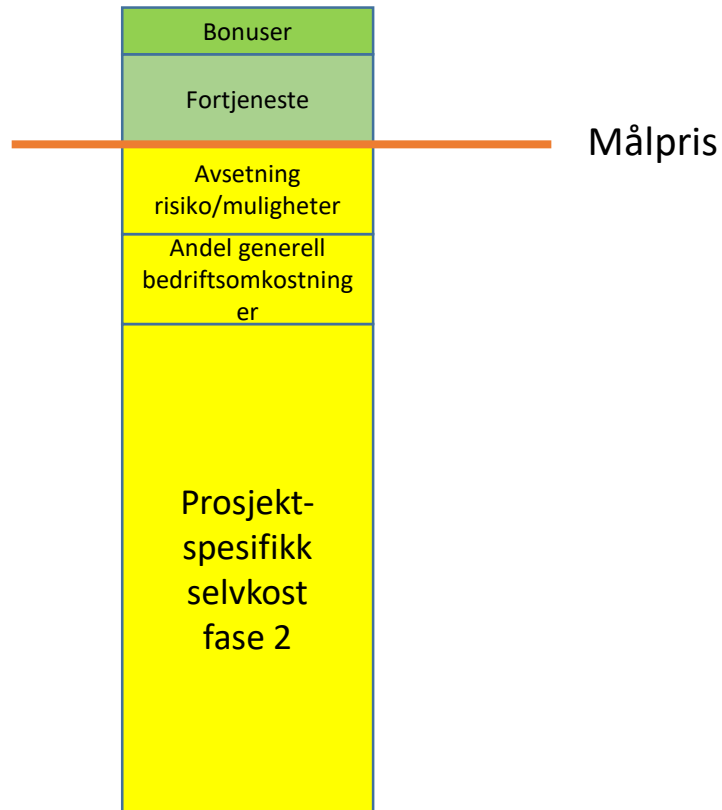 Bonuser
Fortjeneste
Målpris
Avsetning
risiko/muligheter
Andel generell
bedriftsomkostning
er
Prosjekt-
spesifikk
selvkost
fase 2